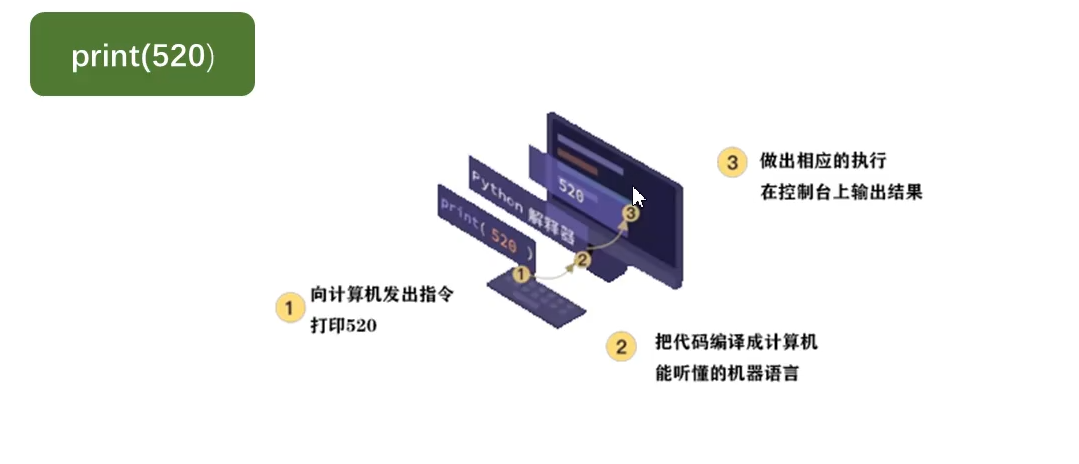 print(520)
3 做出相应的执行
在控制台上输出结果
520
3
Python 解释器
print( 520 )
2
1
1 向计算机发出指令
打印520
2 把代码编译成计算机
能听懂的机器语言